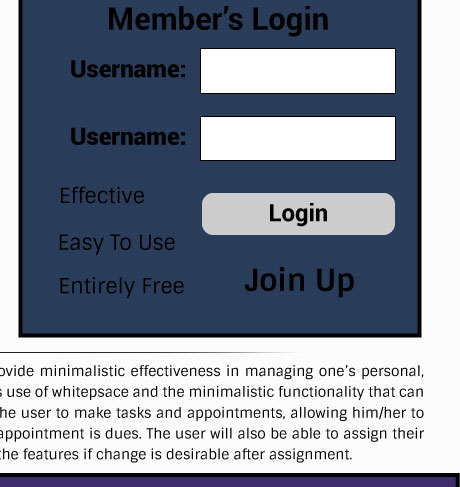 Member's Login
Username:
Username:
Effective
Login
Easy To Use
Join Up
Entirely Free
minimalistic effectiveness in managing one's personal,
use of whitepsace and the minimalistic functionality that can
the user to make tasks and appointments, allowing him/her to
appointment is dues. The user will also be able to assign their
the features if change is desirable after assignment.